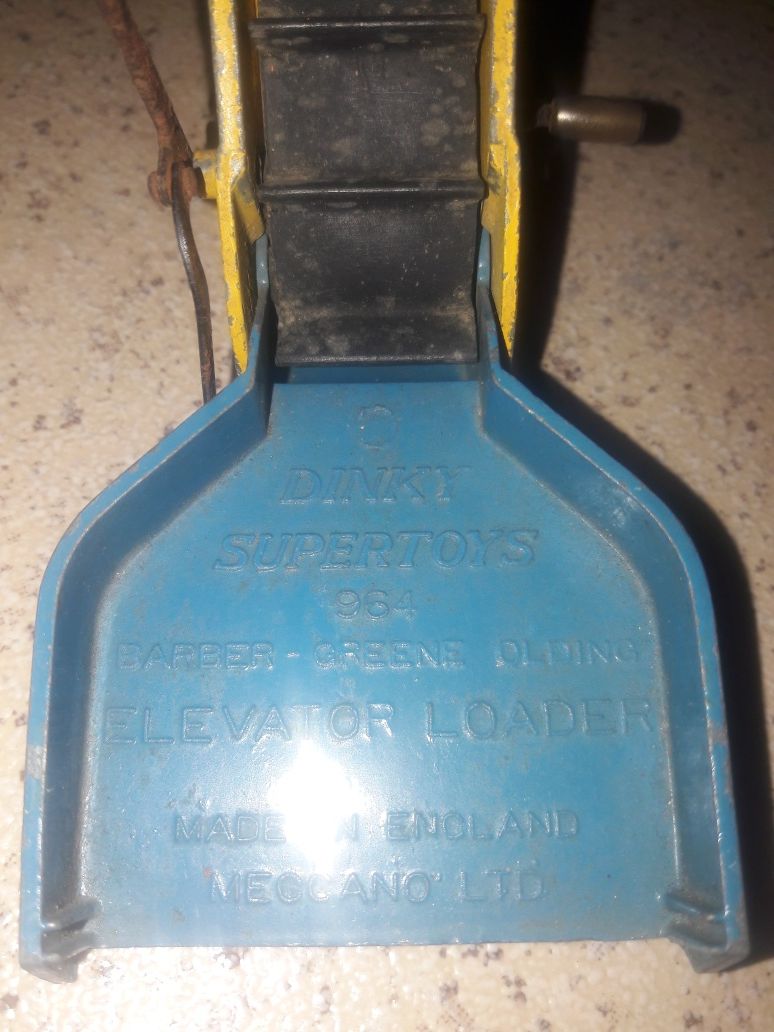 DINKY
SUPERTOYS
964
BARBER-GREENE OLDING
ELEVATOR LOADER
MADE IN ENGLAND
MECCANO LTD